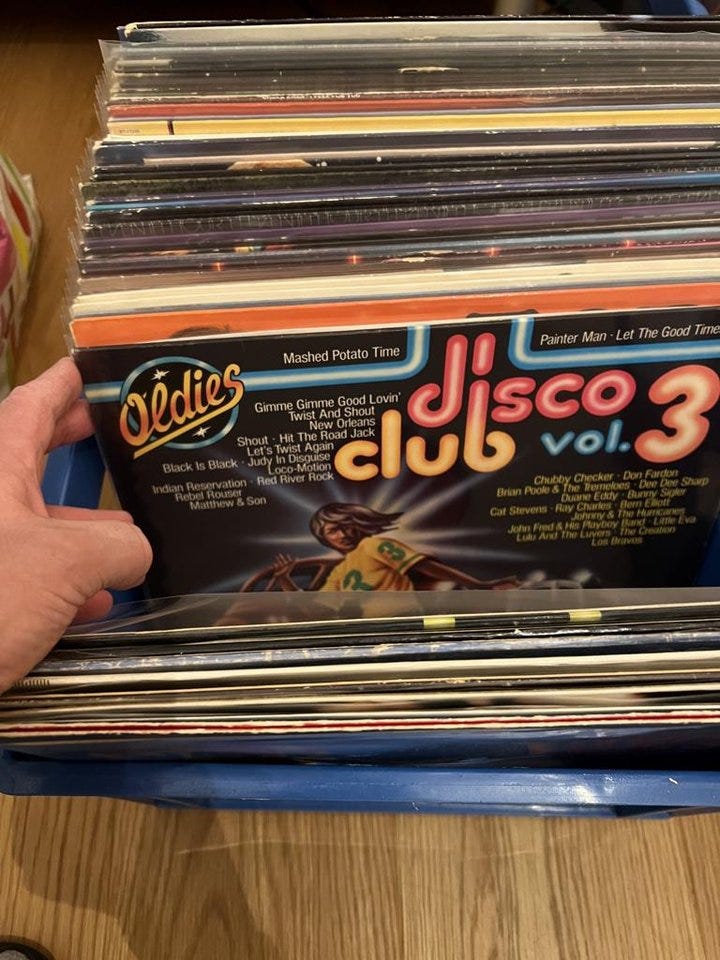 Mashed Potato Time
Painter Man · Let The Good Time
Oldies
disco
club
vol. 3
Gimme Gimme Good Lovin'
Twist And Shout
New Orleans
Shout · Hit The Road Jack
Let's Twist Again
Black Is Black · Judy In Disguise
Loco-Motion
Indian Reservation · Red River Rock
Rebel Rouser
Matthew & Son
Chubby Checker · Don Fardon
Brian Poole & The Tremeloes · Dee Dee Sharp
Duane Eddy · Bunny Sigler
Cat Stevens · Ray Charles · Bern Elliott
Johnny & The Hurricanes
John Fred & His Playboy Band · Little Eva
Lulu And The Luvers · The Creation
Los Bravos
3
3